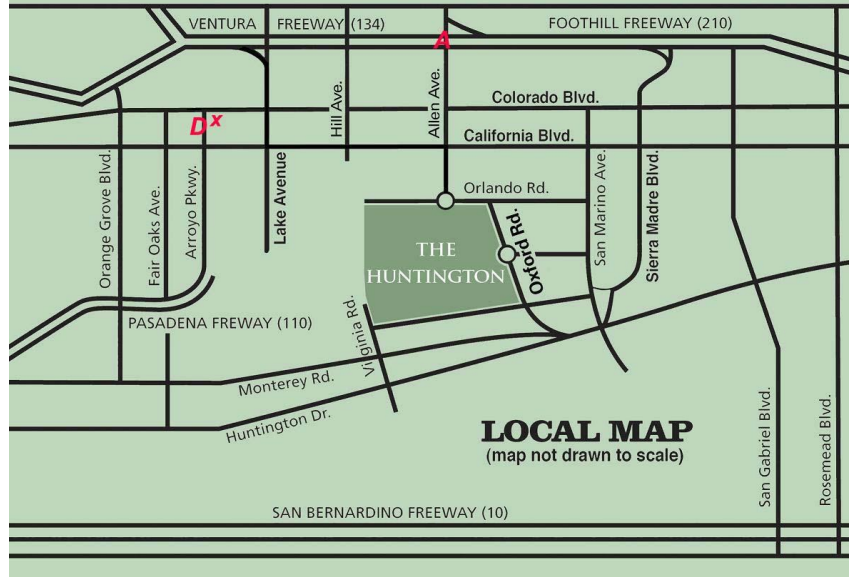 VENTURA FREEWAY (134)
FOOTHILL FREEWAY (210)
A
Colorado Blvd.
D x
Hill Ave.
Allen Ave.
California Blvd.
Orange Grove Blvd.
Fair Oaks Ave.
Arroyo Pkwy.
Lake Avenue
Orlando Rd.
San Marino Ave.
Sierra Madre Blvd.
Oxford Rd.
THE
HUNTINGTON
PASADENA FREWAY (110)
Virginia Rd.
Monterey Rd.
Huntington Dr.
LOCAL MAP
(map not drawn to scale)
San Gabriel Blvd.
Rosemead Blvd.
SAN BERNARDINO FREEWAY (10)